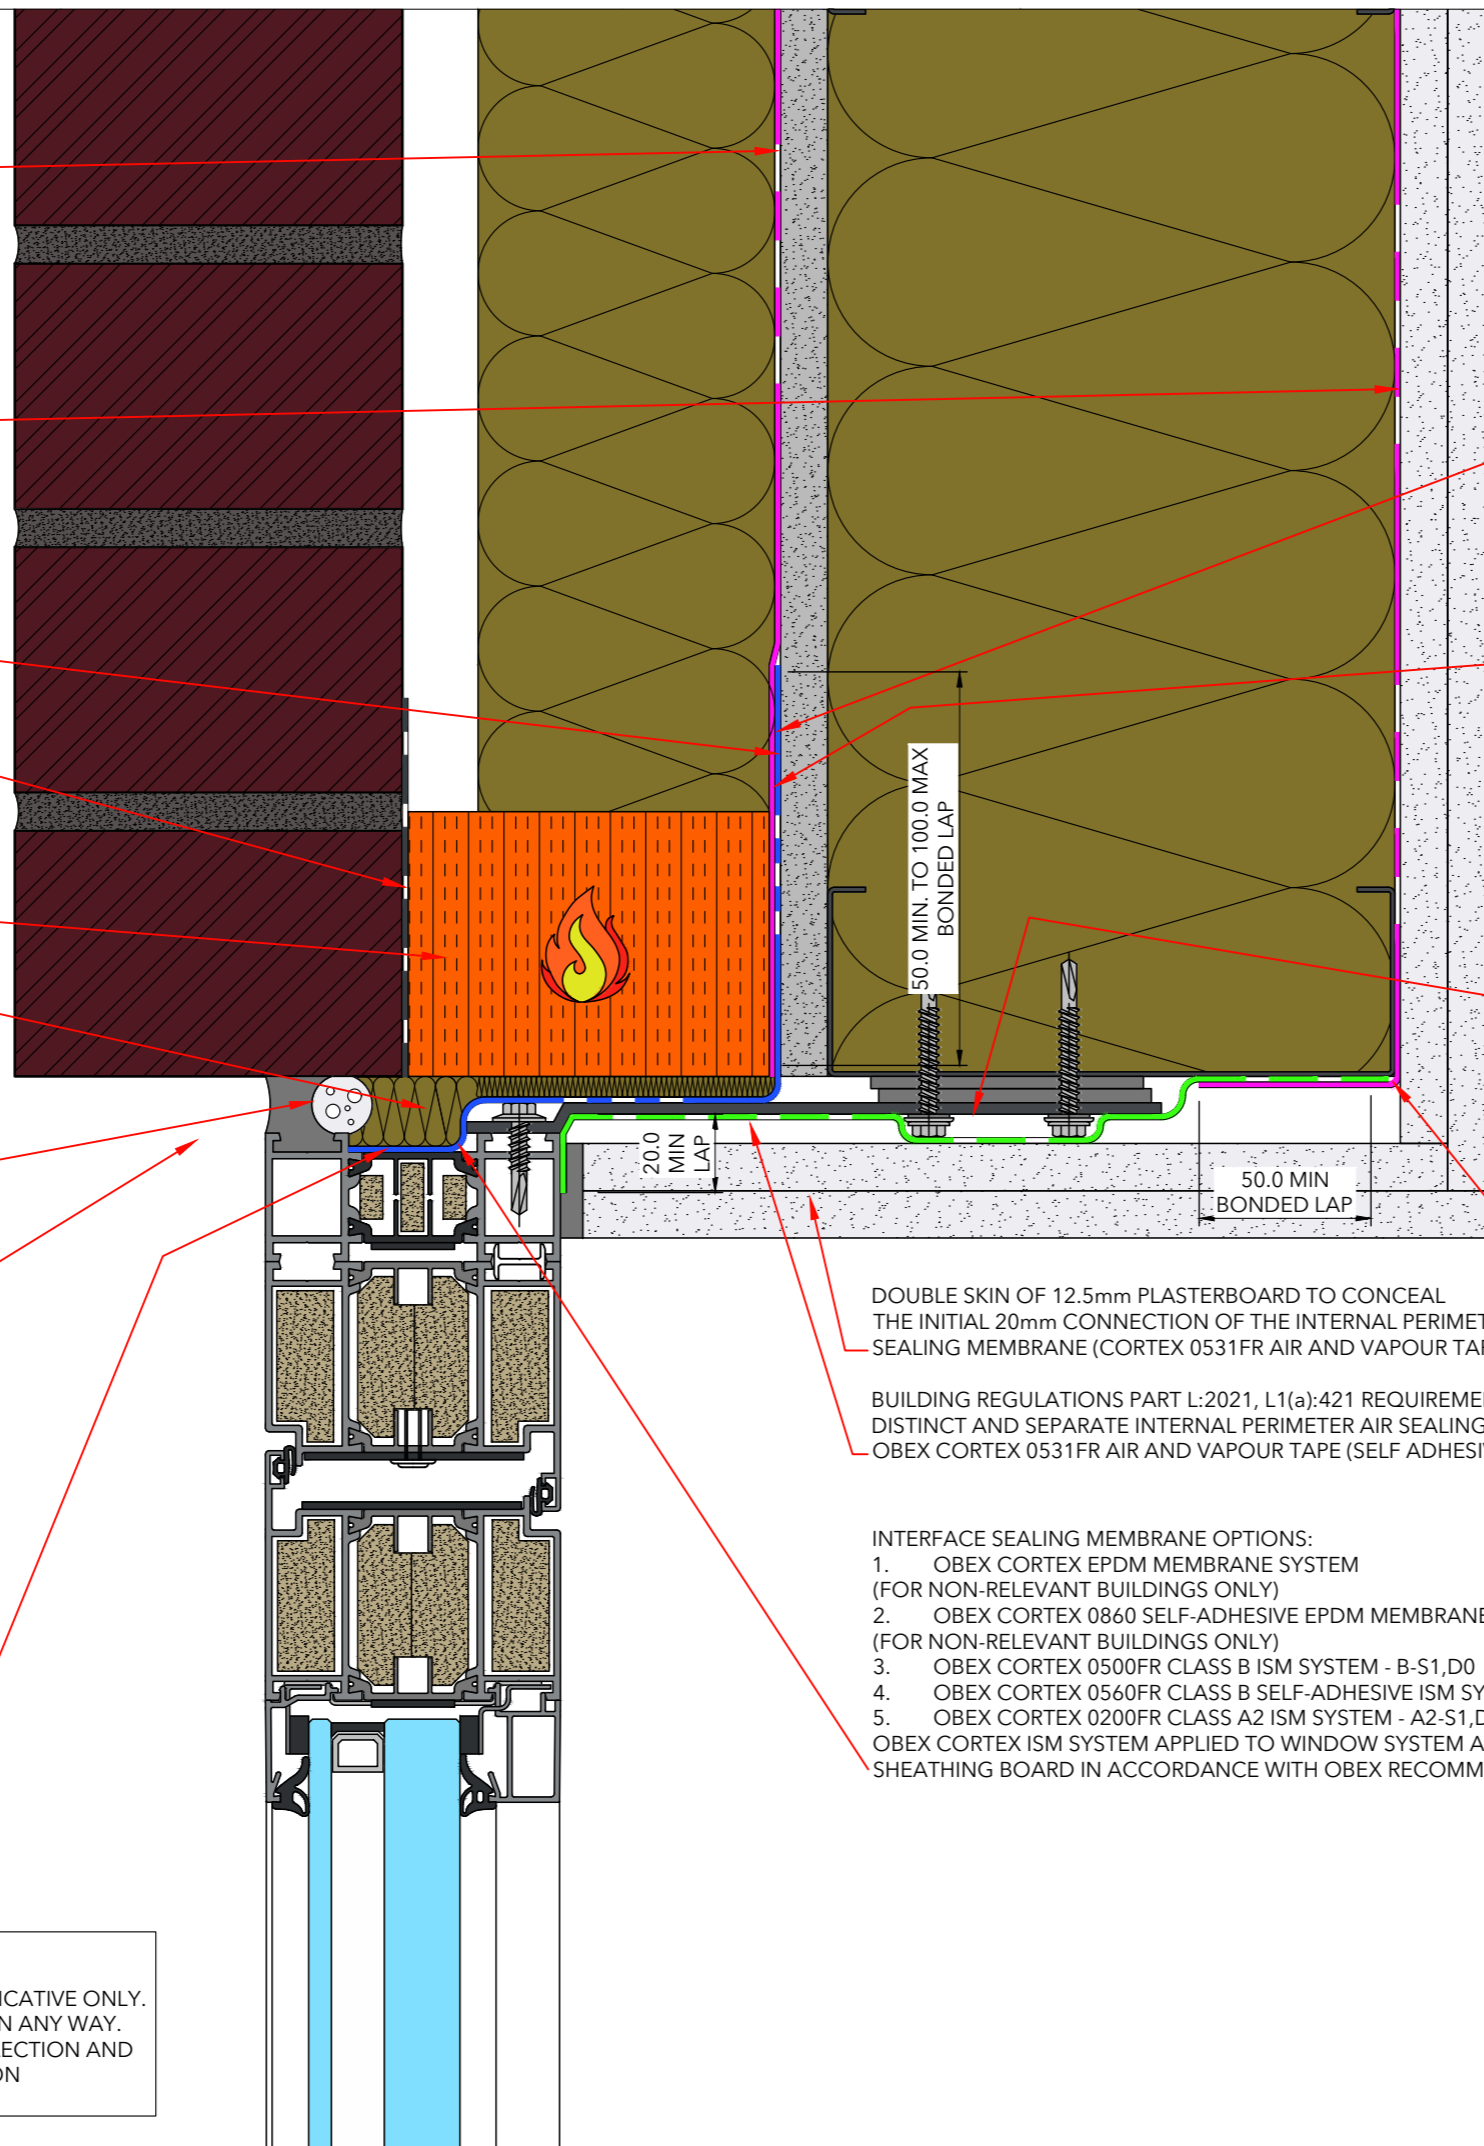 50.0 MIN. TO 100.0 MAX
BONDED LAP
20.0
MIN
LAP
50.0 MIN
BONDED LAP
DOUBLE SKIN OF 12.5mm PLASTERBOARD TO CONCEAL
THE INITIAL 20mm CONNECTION OF THE INTERNAL PERIMET
SEALING MEMBRANE (CORTEX 0531FR AIR AND VAPOUR TAP
BUILDING REGULATIONS PART L:2021, L1(a):421 REQUIREME
DISTINCT AND SEPARATE INTERNAL PERIMETER AIR SEALING
OBEX CORTEX 0531FR AIR AND VAPOUR TAPE (SELF ADHESI
INTERFACE SEALING MEMBRANE OPTIONS:
1. OBEX CORTEX EPDM MEMBRANE SYSTEM
(FOR NON-RELEVANT BUILDINGS ONLY)
2. OBEX CORTEX 0860 SELF-ADHESIVE EPDM MEMBRANE
(FOR NON-RELEVANT BUILDINGS ONLY)
3. OBEX CORTEX 0500FR CLASS B ISM SYSTEM - B-S1,D0
4. OBEX CORTEX 0560FR CLASS B SELF-ADHESIVE ISM SY
5. OBEX CORTEX 0200FR CLASS A2 ISM SYSTEM - A2-S1,D
OBEX CORTEX ISM SYSTEM APPLIED TO WINDOW SYSTEM A
SHEATHING BOARD IN ACCORDANCE WITH OBEX RECOMM
ICATIVE ONLY.
N ANY WAY.
ECTION AND
ON